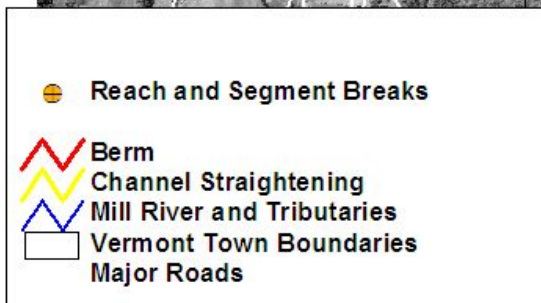 Reach and Segment Breaks
Berm
Channel Straightening
Mill River and Tributaries
Vermont Town Boundaries
Major Roads